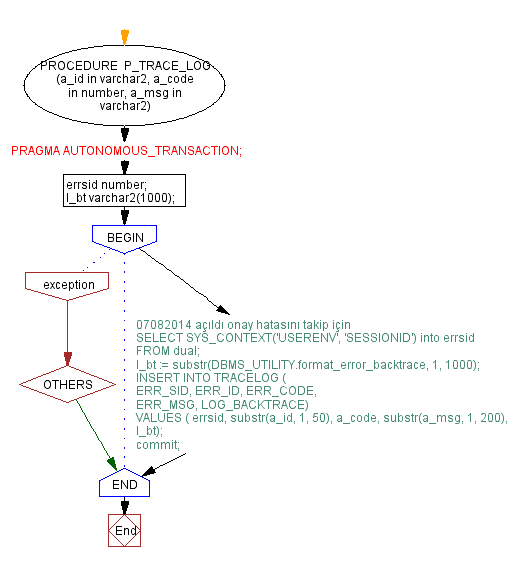 PROCEDURE P_TRACE_LOG
(a_id in varchar2, a_code
in number, a_msg in
varchar2)
PRAGMA AUTONOMOUS_TRANSACTION;
errsid number;
l_bt varchar2(1000);
BEGIN
exception
07082014 açıldı onay hatasını takip için
SELECT SYS_CONTEXT('USERENV', 'SESSIONID') into errsid
FROM dual;
l_bt := substr(DBMS_UTILITY.format_error_backtrace, 1, 1000);
INSERT INTO TRACELOG (
ERR_SID, ERR_ID, ERR_CODE,
ERR_MSG, LOG_BACKTRACE)
VALUES ( errsid, substr(a_id, 1, 50), a_code, substr(a_msg, 1, 200),
l_bt);
commit;
OTHERS
END
End